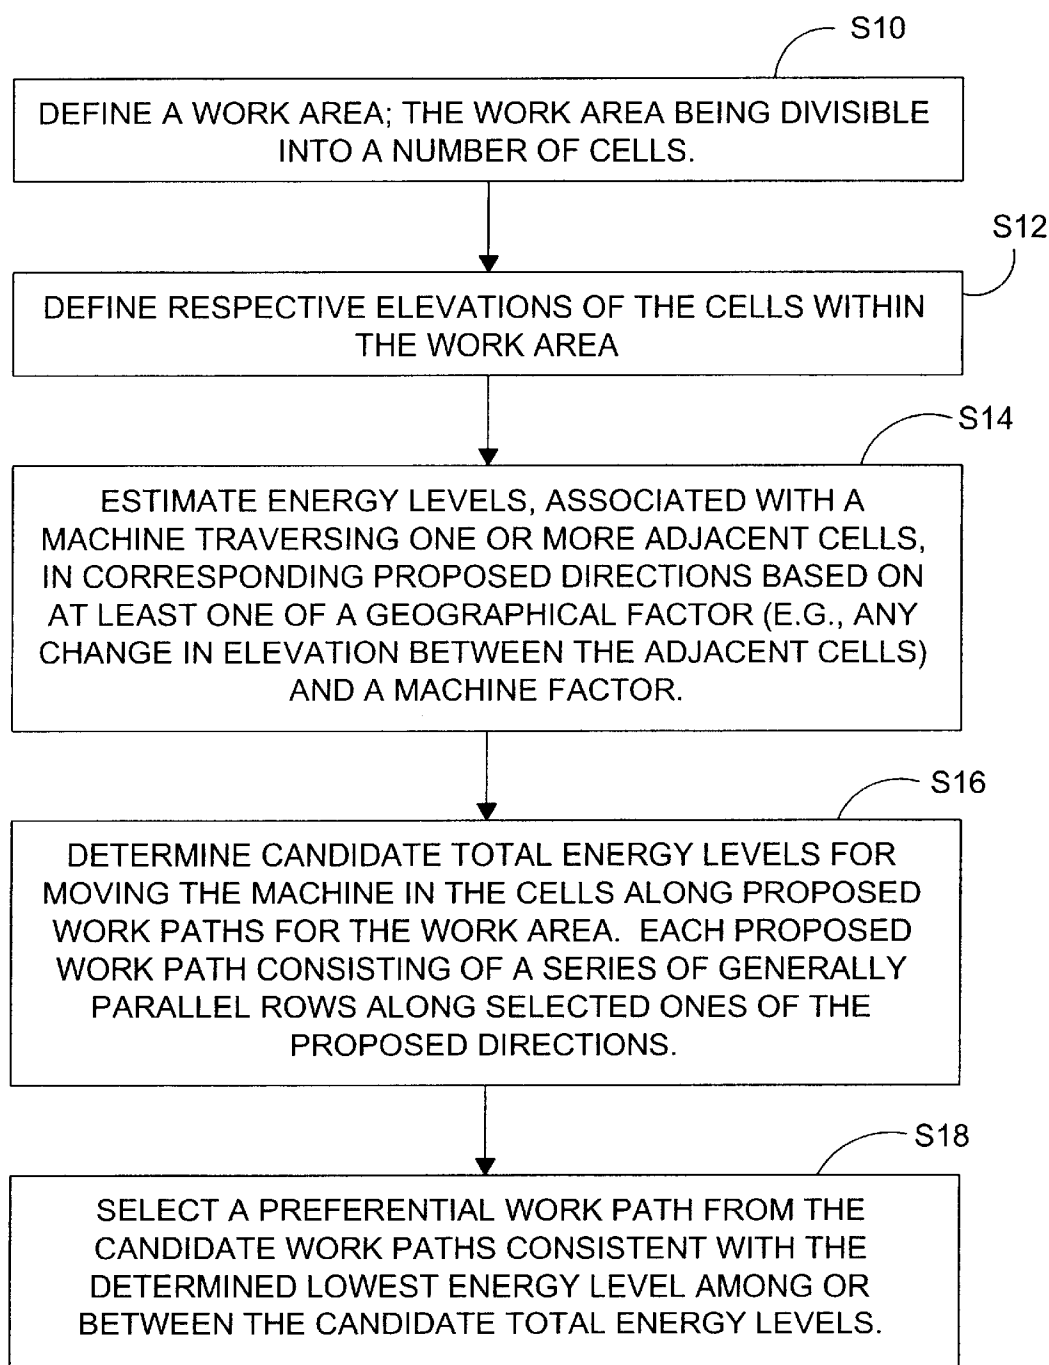 S10
DEFINE A WORK AREA; THE WORK AREA BEING DIVISIBLE
INTO A NUMBER OF CELLS.
S12
DEFINE RESPECTIVE ELEVATIONS OF THE CELLS WITHIN
THE WORK AREA
S14
ESTIMATE ENERGY LEVELS, ASSOCIATED WITH A
MACHINE TRAVERSING ONE OR MORE ADJACENT CELLS,
IN CORRESPONDING PROPOSED DIRECTIONS BASED ON
AT LEAST ONE OF A GEOGRAPHICAL FACTOR (E.G., ANY
CHANGE IN ELEVATION BETWEEN THE ADJACENT CELLS)
AND A MACHINE FACTOR.
S16
DETERMINE CANDIDATE TOTAL ENERGY LEVELS FOR
MOVING THE MACHINE IN THE CELLS ALONG PROPOSED
WORK PATHS FOR THE WORK AREA. EACH PROPOSED
WORK PATH CONSISTING OF A SERIES OF GENERALLY
PARALLEL ROWS ALONG SELECTED ONES OF THE
PROPOSED DIRECTIONS.
S18
SELECT A PREFERENTIAL WORK PATH FROM THE
CANDIDATE WORK PATHS CONSISTENT WITH THE
DETERMINED LOWEST ENERGY LEVEL AMONG OR
BETWEEN THE CANDIDATE TOTAL ENERGY LEVELS.